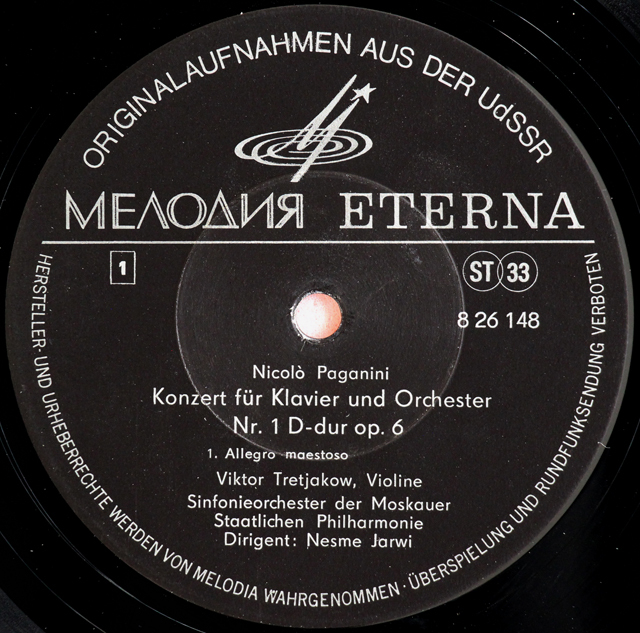 ORIGINALAUFNAHMEN AUS DER UdSSR
МЕЛОДИЯ ETERNA
1
ST 33
8 26 148
Nicolò Paganini
Konzert für Klavier und Orchester
Nr. 1 D-dur op. 6
1. Allegro maestoso
Viktor Tretjakow, Violine
Sinfonieorchester der Moskauer
Staatlichen Philharmonie
Dirigent: Nesme Jarwi
HERSTELLER- UND URHEBERRECHTE WERDEN VON MELODIA WAHRGENOMMEN · ÜBERSPIELUNG UND RUNDFUNKSENDUNG VERBOTEN